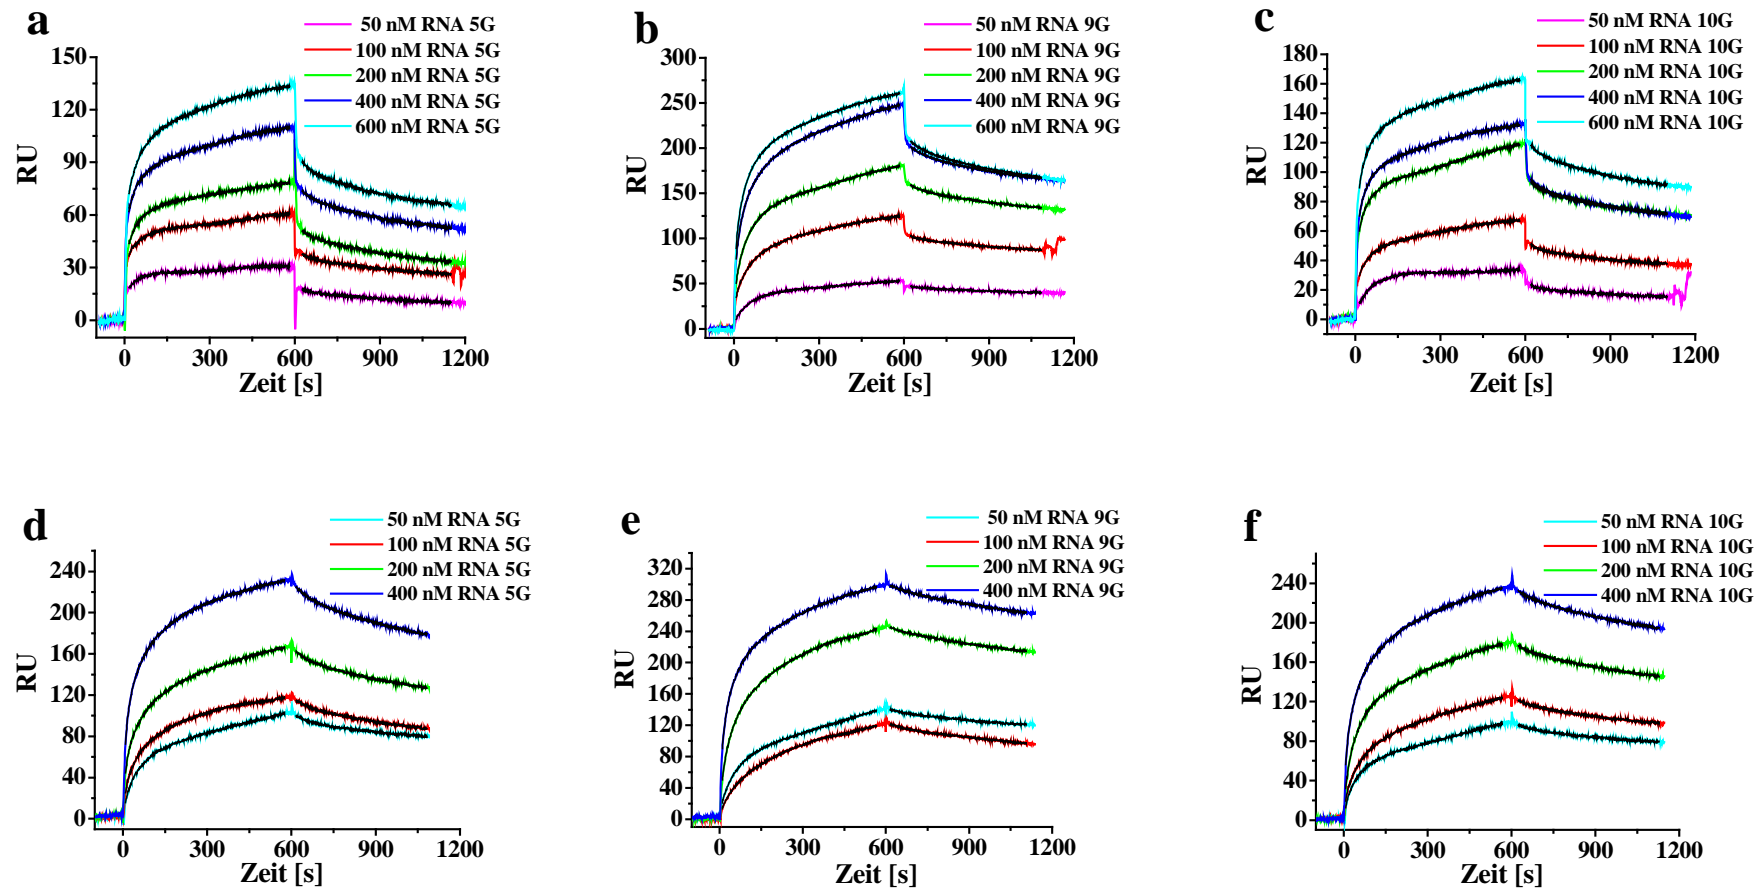 a
50 nM RNA 5G
100 nM RNA 5G
200 nM RNA 5G
400 nM RNA 5G
600 nM RNA 5G
150
120
90
60
30
0
RU
0 300 600 900 1200
Zeit [s]
b
50 nM RNA 9G
100 nM RNA 9G
200 nM RNA 9G
400 nM RNA 9G
600 nM RNA 9G
300
250
200
150
100
50
0
RU
0 300 600 900 1200
Zeit [s]
c
50 nM RNA 10G
100 nM RNA 10G
200 nM RNA 10G
400 nM RNA 10G
600 nM RNA 10G
180
160
140
120
100
80
60
40
20
0
RU
0 300 600 900 1200
Zeit [s]
d
50 nM RNA 5G
100 nM RNA 5G
200 nM RNA 5G
400 nM RNA 5G
240
200
160
120
80
40
0
RU
0 300 600 900 1200
Zeit [s]
e
50 nM RNA 9G
100 nM RNA 9G
200 nM RNA 9G
400 nM RNA 9G
320
280
240
200
160
120
80
40
0
RU
0 300 600 900 1200
Zeit [s]
f
50 nM RNA 10G
100 nM RNA 10G
200 nM RNA 10G
400 nM RNA 10G
240
200
160
120
80
40
0
RU
0 300 600 900 1200
Zeit [s]